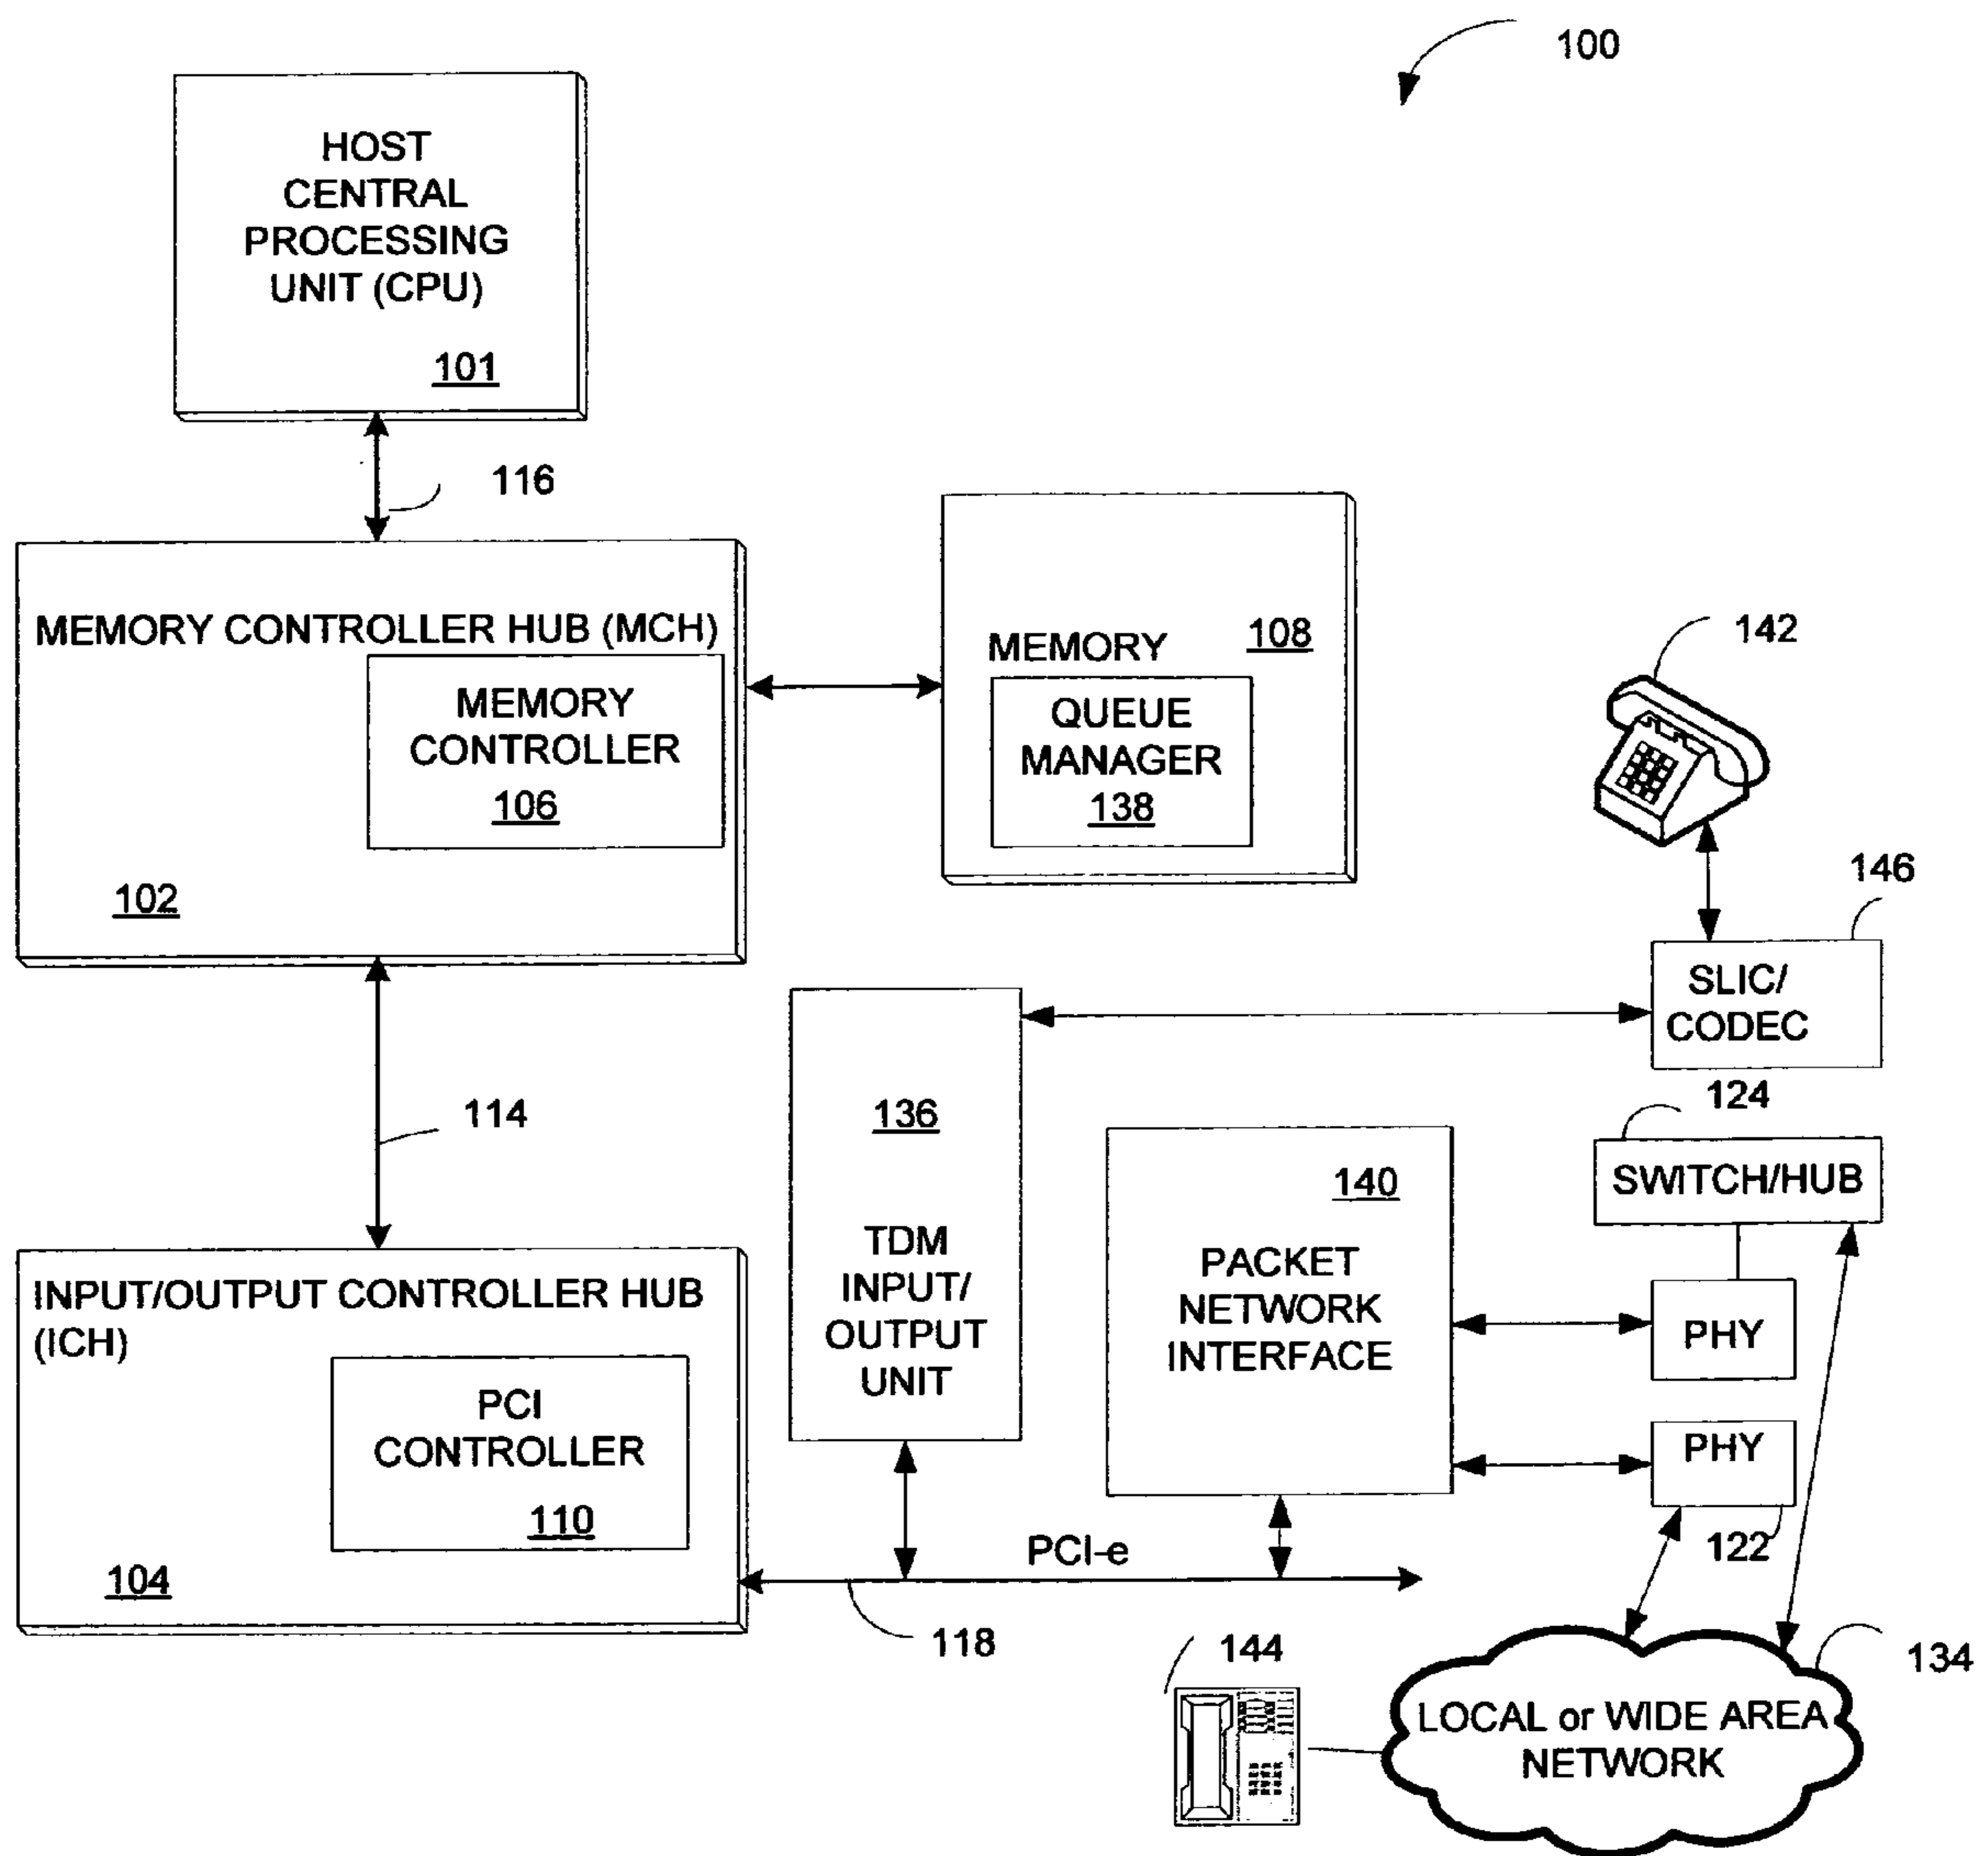 100
HOST
CENTRAL
PROCESSING
UNIT (CPU)
101
116
MEMORY CONTROLLER HUB (MCH)
MEMORY
CONTROLLER
106
102
108
MEMORY
QUEUE
MANAGER
138
142
146
SLIC/
CODEC
114
136
TDM
INPUT/
OUTPUT
UNIT
124
SWITCH/HUB
140
PACKET
NETWORK
INTERFACE
PHY
PHY
122
INPUT/OUTPUT CONTROLLER HUB
(ICH)
PCI
CONTROLLER
110
104
PCI-e
118
144
134
LOCAL or WIDE AREA
NETWORK